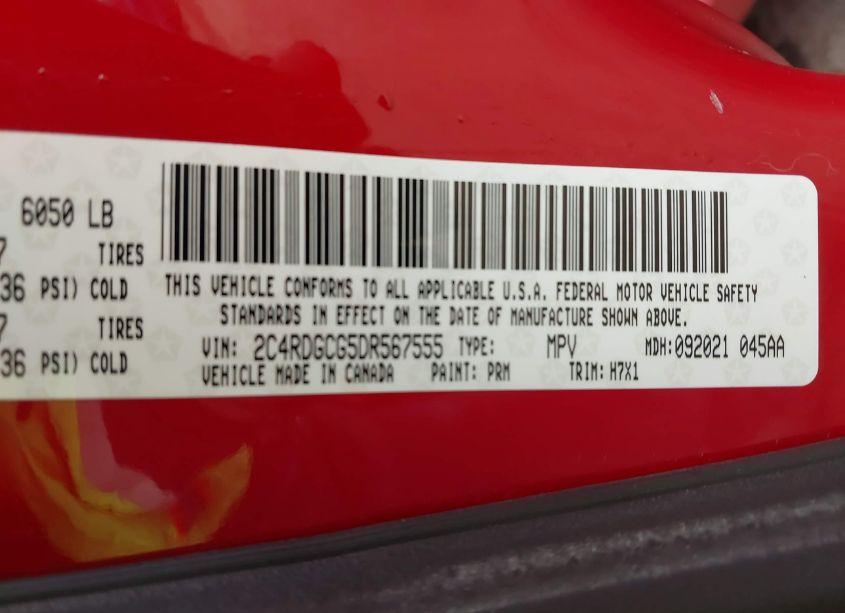 6050 LB
7 TIRES
36 PSI) COLD
7 TIRES
36 PSI) COLD
THIS VEHICLE CONFORMS TO ALL APPLICABLE U.S.A. FEDERAL MOTOR VEHICLE SAFETY
STANDARDS IN EFFECT ON THE DATE OF MANUFACTURE SHOWN ABOVE.
VIN: 2C4RDGCG5DR567555 TYPE: MPV MDH:092021 045AA
VEHICLE MADE IN CANADA PAINT: PRM TRIM: H7X1